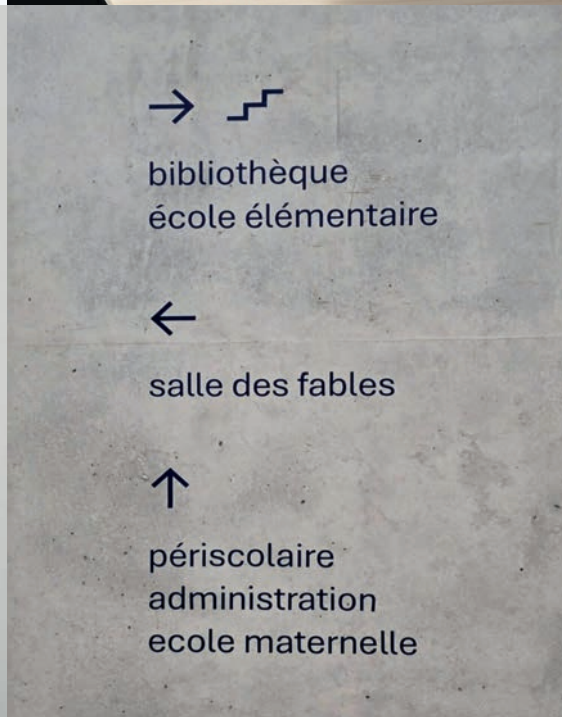 →
bibliothèque
école élémentaire
←
salle des fables
↑
périscolaire
administration
ecole maternelle